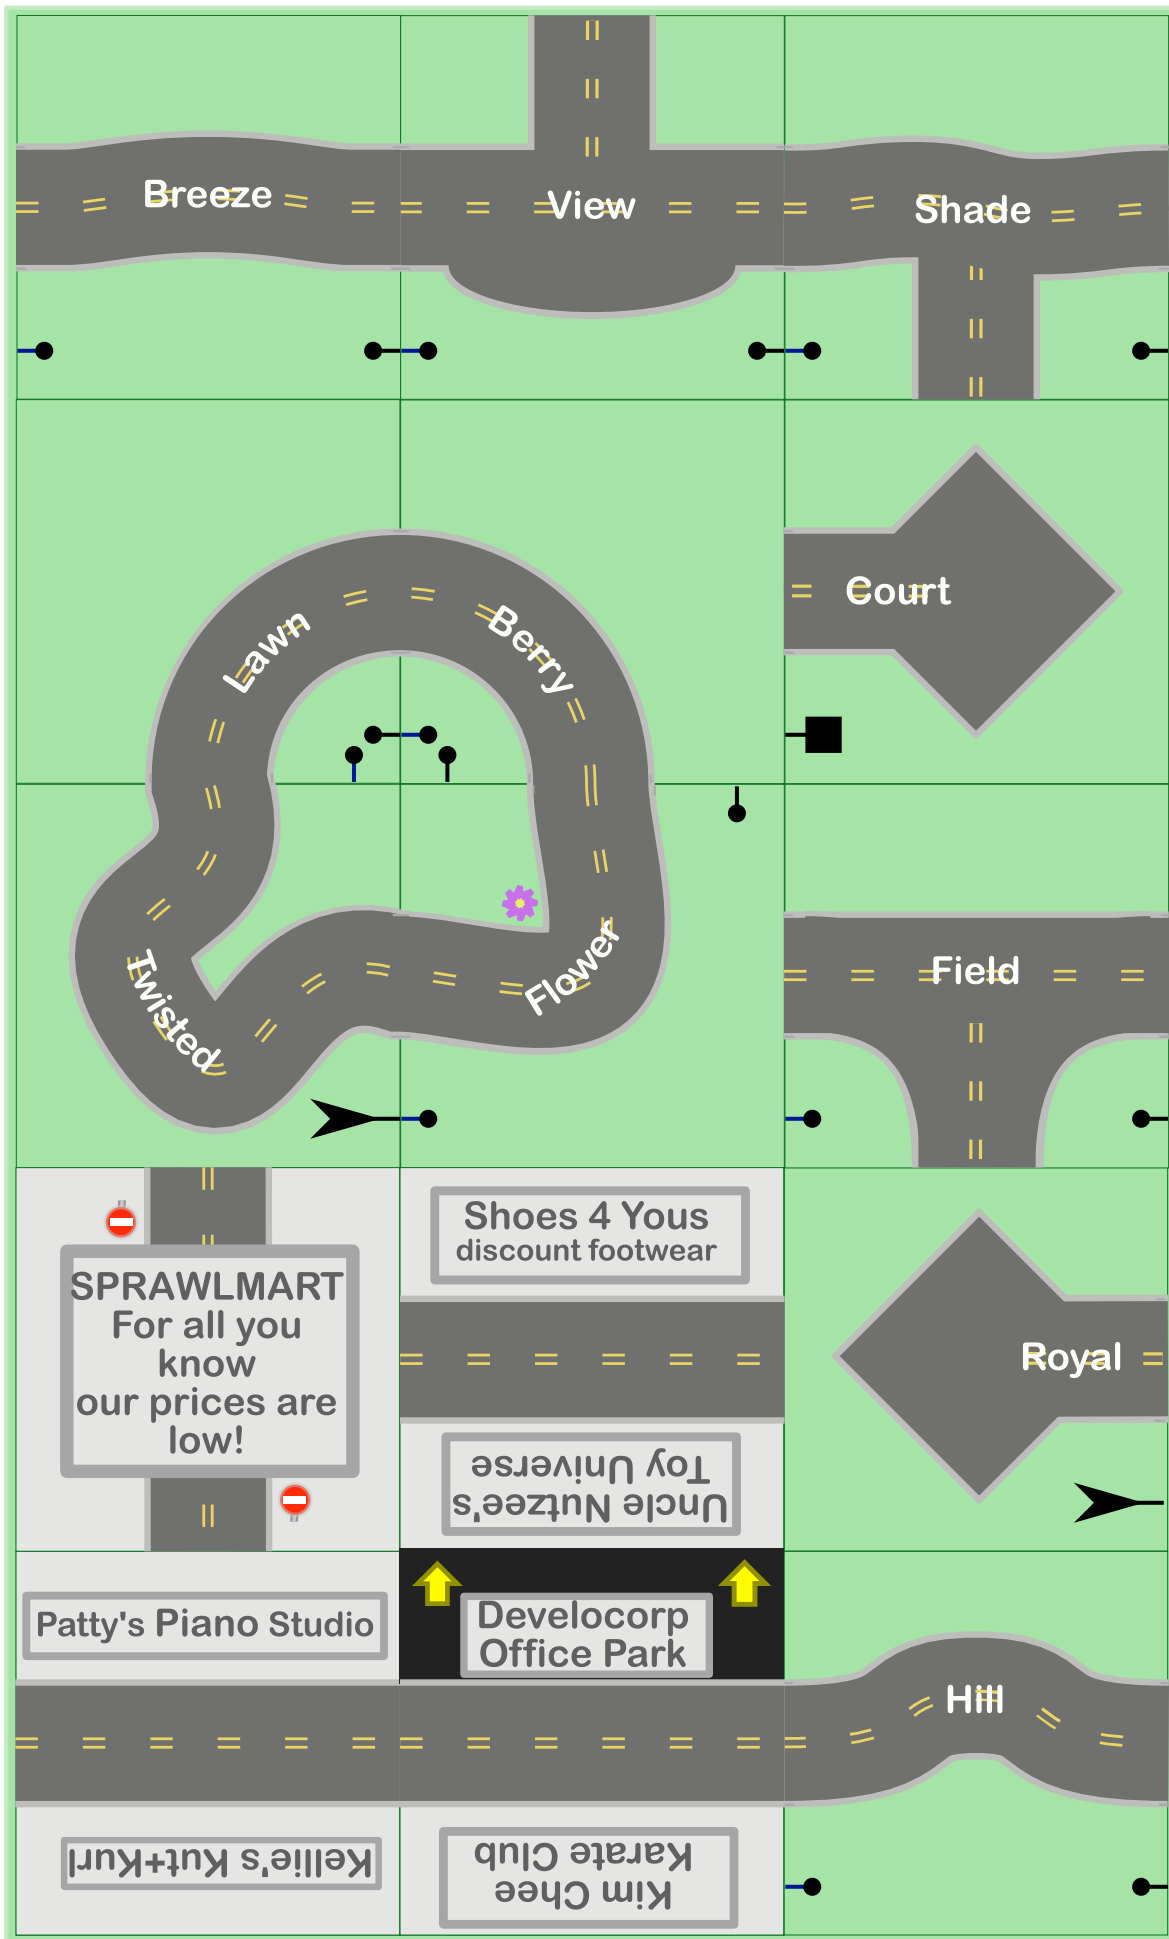 Breeze
View
Shade
Lawn
Berry
Court
Twisted
Flower
Field
SPRAWLMART
For all you
know
our prices are
low!
Shoes 4 Yous
discount footwear
Uncle Nutzee's
Toy Universe
Royal
Patty's Piano Studio
Develocorp
Office Park
Hill
Kellie's Kut+Kurl
Kim Chee
Karate Club